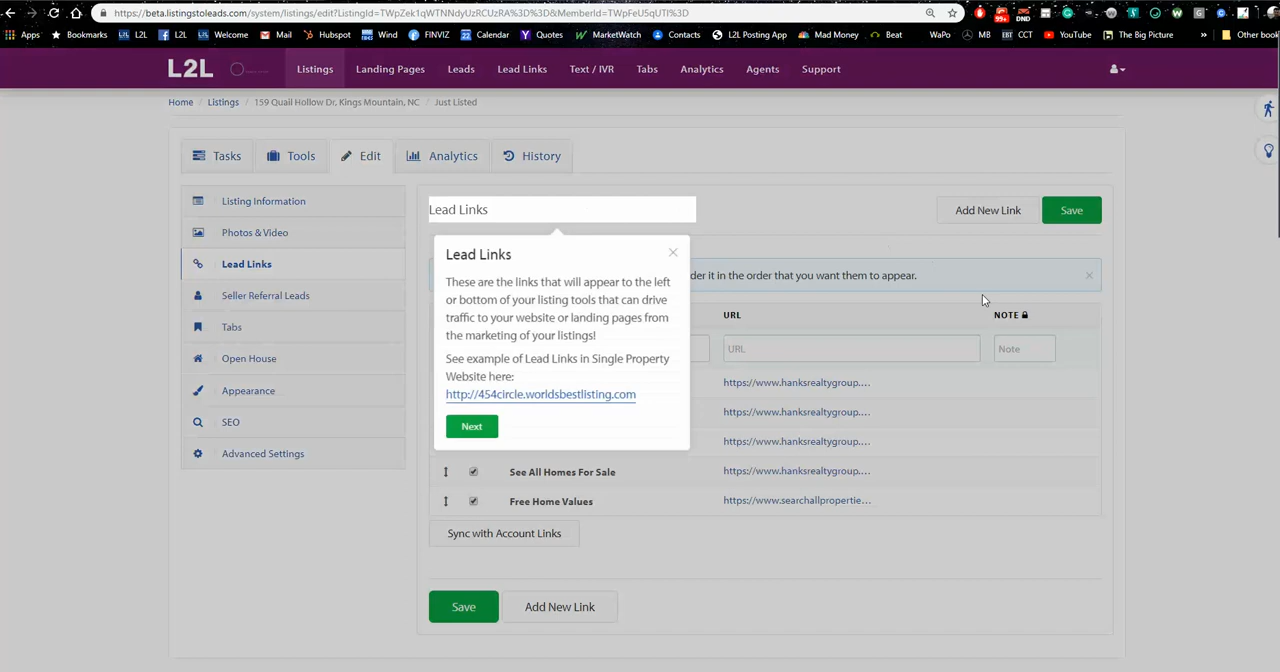 https://beta.listingstoleads.com/system/listings/edit?ListingId=TWpZek1qWTNNdyUzRCUzRA%3D%3D&MemberId=TWpFeU5qUTI%3D
Apps Bookmarks L2L L2L Welcome Mail Hubspot Wind FINVIZ Calendar Quotes MarketWatch Contacts L2L Posting App Mad Money Beat WaPo MB CCT YouTube The Big Picture » Other book
L2L Listings Landing Pages Leads Lead Links Text / IVR Tabs Analytics Agents Support
Home / Listings / 159 Quail Hollow Dr, Kings Mountain, NC / Just Listed
Tasks Tools Edit Analytics History
Listing Information
Photos & Video
Lead Links
Seller Referral Leads
Tabs
Open House
Appearance
SEO
Advanced Settings
Lead Links Add New Link Save
Lead Links
These are the links that will appear to the left
or bottom of your listing tools that can drive
traffic to your website or landing pages from
the marketing of your listings!
See example of Lead Links in Single Property
Website here:
http://454circle.worldsbestlisting.com
Next
der it in the order that you want them to appear.
URL NOTE
URL Note
https://www.hanksrealtygroup....
https://www.hanksrealtygroup....
https://www.hanksrealtygroup....
See All Homes For Sale https://www.hanksrealtygroup....
Free Home Values https://www.searchallpropertie...
Sync with Account Links
Save Add New Link